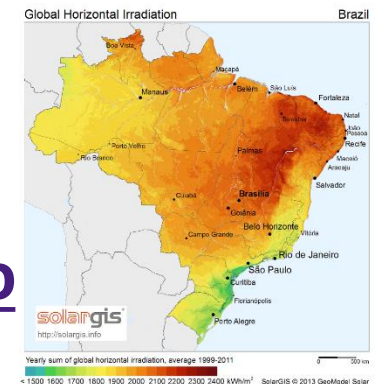 Global Horizontal Irradiation Brazil
Boa Vista
Macapá
Belém
São Luís
Manaus
Fortaleza
Teresina
Natal
João Pessoa
Recife
Porto Velho
Rio Branco
Palmas
Maceió
Aracaju
Salvador
Cuiabá
Brasília
Goiânia
Campo Grande
Belo Horizonte
Vitória
Rio de Janeiro
São Paulo
Curitiba
Florianópolis
Porto Alegre
solargis
http://solargis.info
Yearly sum of global horizontal irradiation, average 1999-2011
0 500 km
< 1500 1600 1700 1800 1900 2000 2100 2200 2300 2400 kWh/m² SolarGIS © 2013 GeoModel Solar